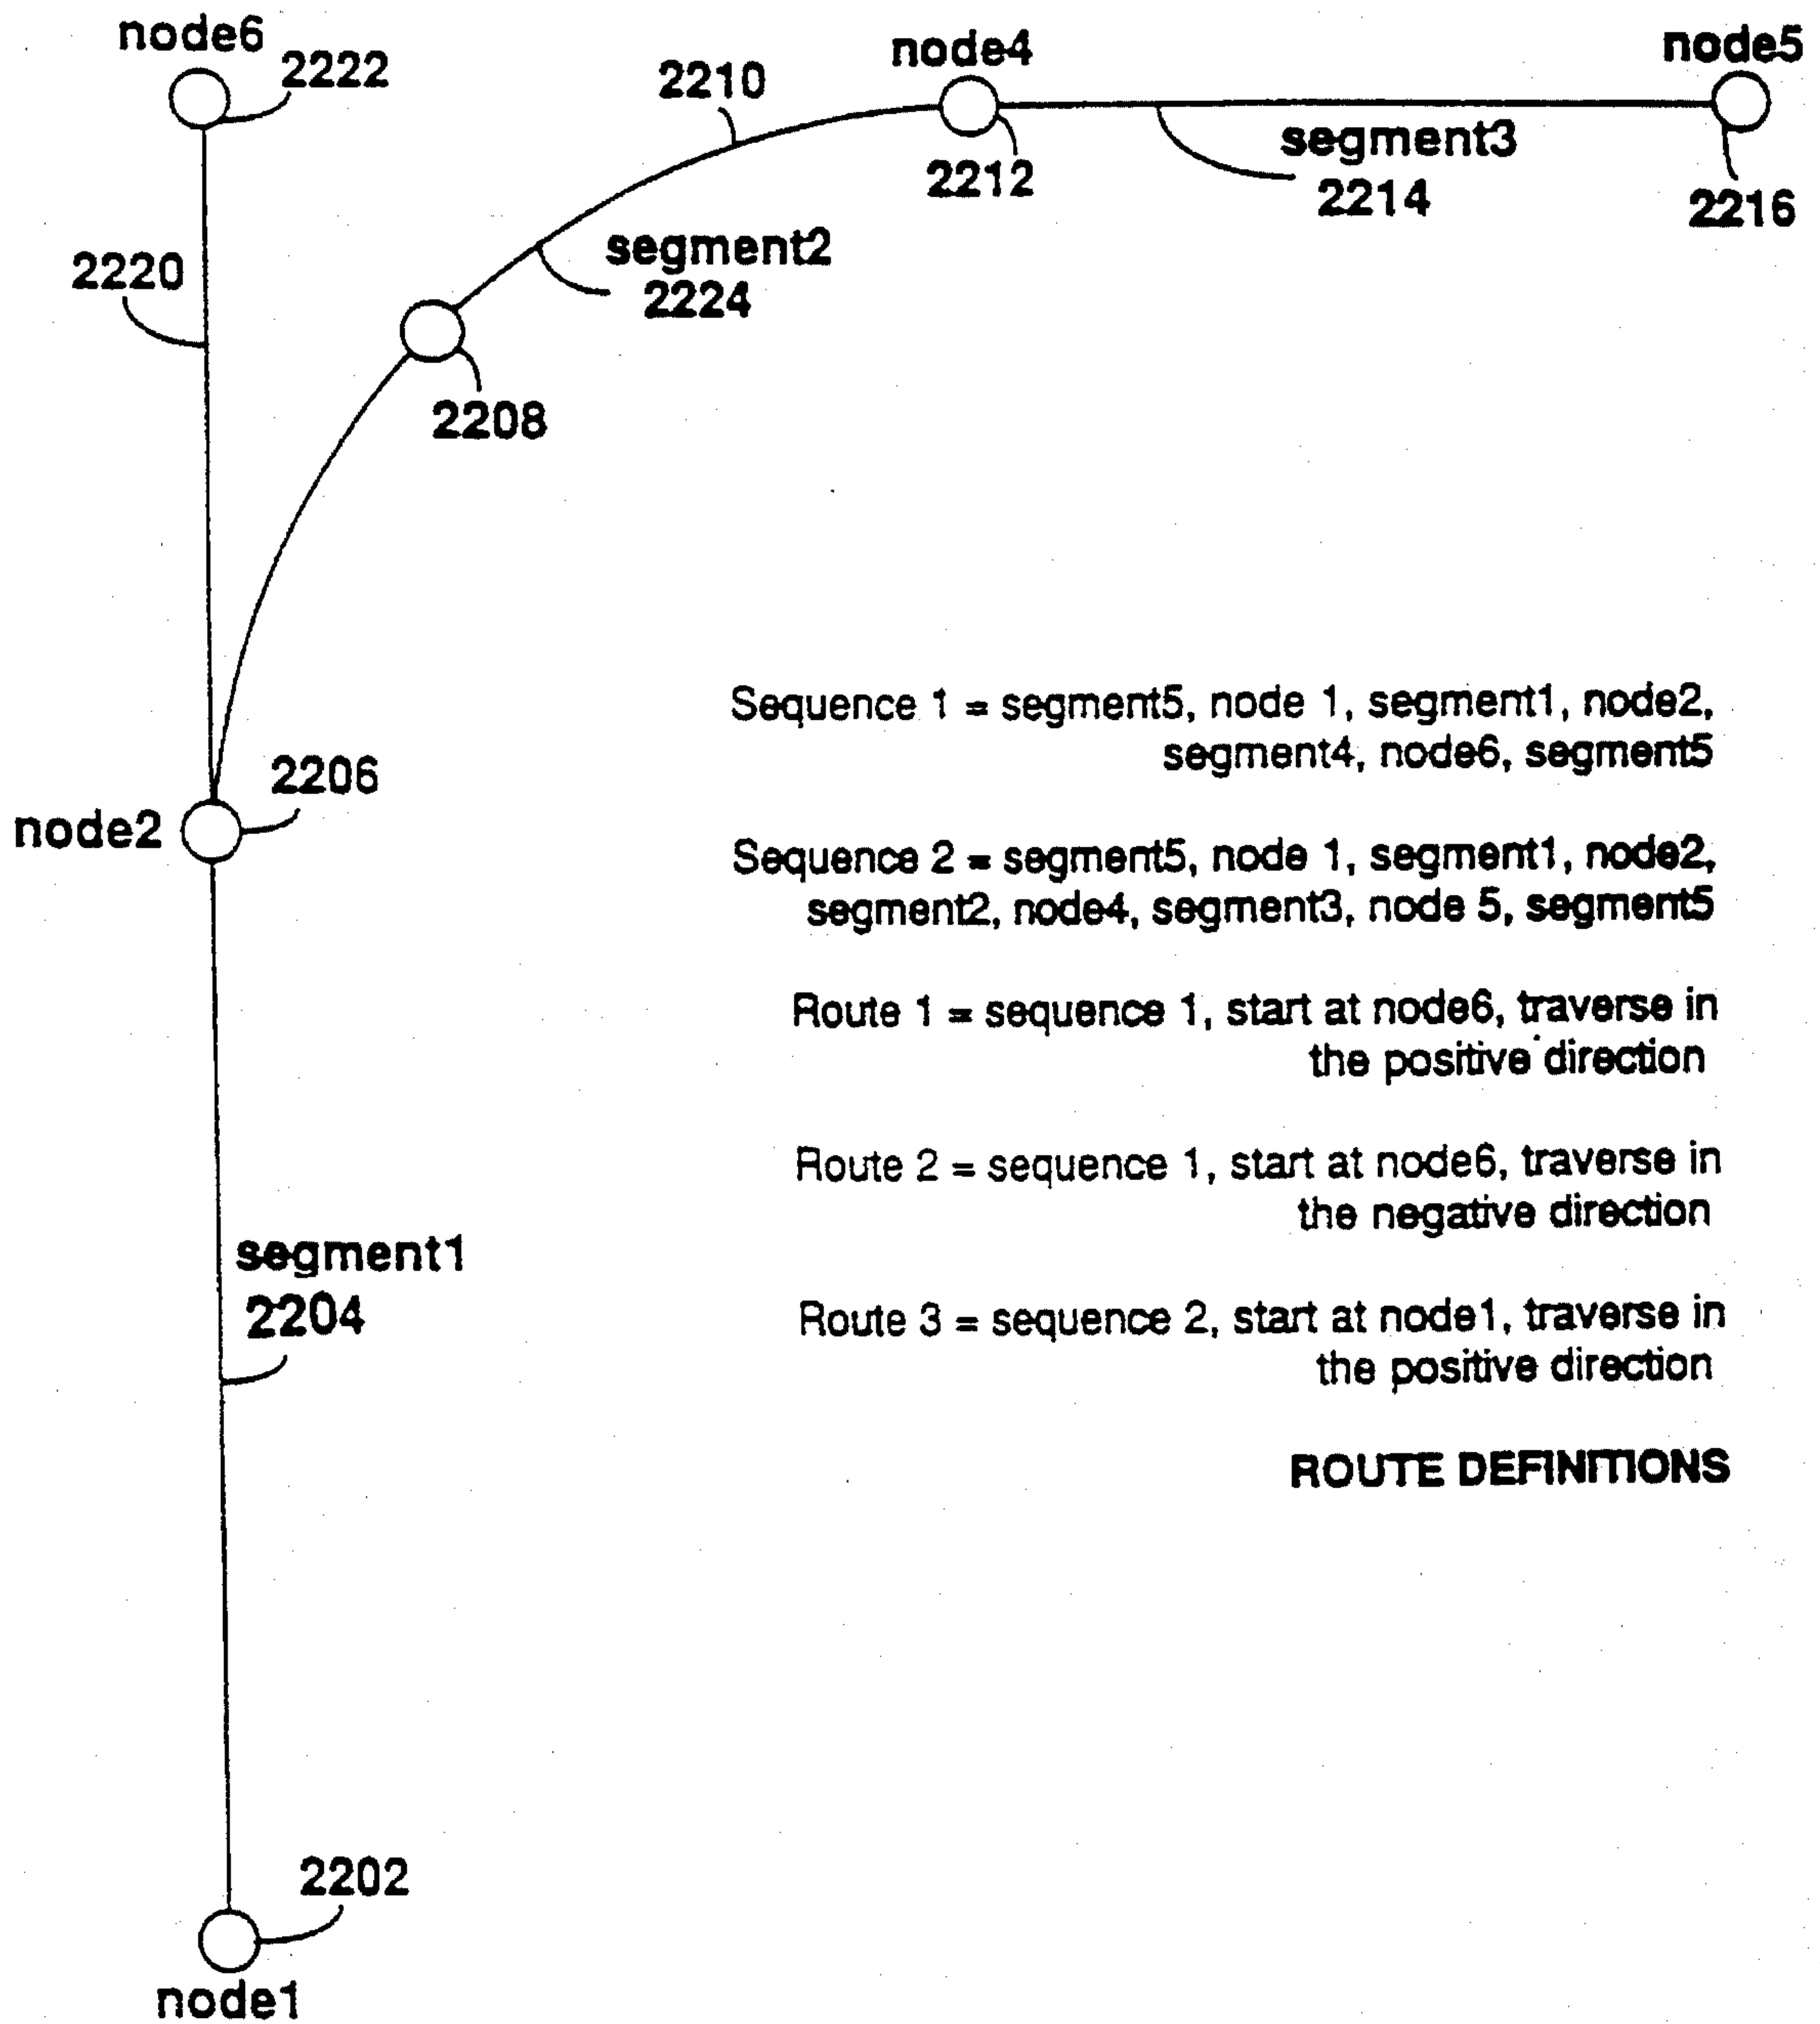 node6
2222
2210
node4
node5
segment3
2214
2212
2216
segment2
2224
2220
2208
2206
node2
Sequence 1 = segment5, node 1, segment1, node2,
segment4, node6, segment5
Sequence 2 = segment5, node 1, segment1, node2,
segment2, node4, segment3, node 5, segment5
Route 1 = sequence 1, start at node6, traverse in
the positive direction
Route 2 = sequence 1, start at node6, traverse in
the negative direction
segment1
2204
Route 3 = sequence 2, start at node1, traverse in
the positive direction
ROUTE DEFINITIONS
2202
node1